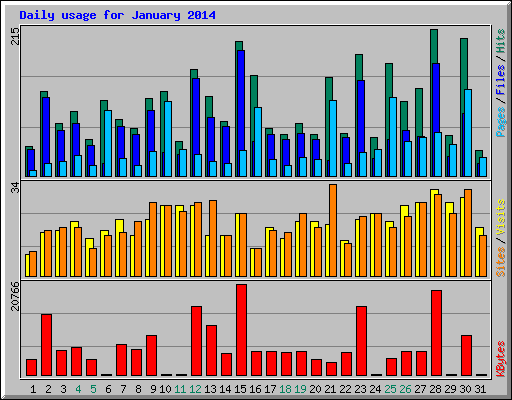 Daily usage for January 2014
215
34
20766
Pages / Files / Hits
Sites / Visits
KBytes
1 2 3 4 5 6 7 8 9 10 11 12 13 14 15 16 17 18 19 20 21 22 23 24 25 26 27 28 29 30 31